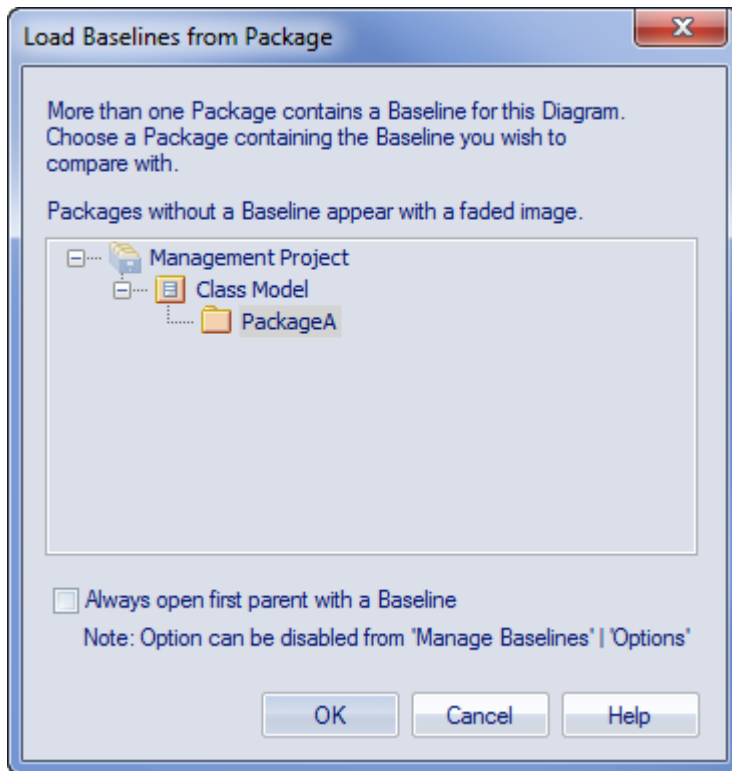 Load Baselines from Package
More than one Package contains a Baseline for this Diagram.
Choose a Package containing the Baseline you wish to
compare with.
Packages without a Baseline appear with a faded image.
Management Project
Class Model
PackageA
Always open first parent with a Baseline
Note: Option can be disabled from 'Manage Baselines' | 'Options'
OK Cancel Help